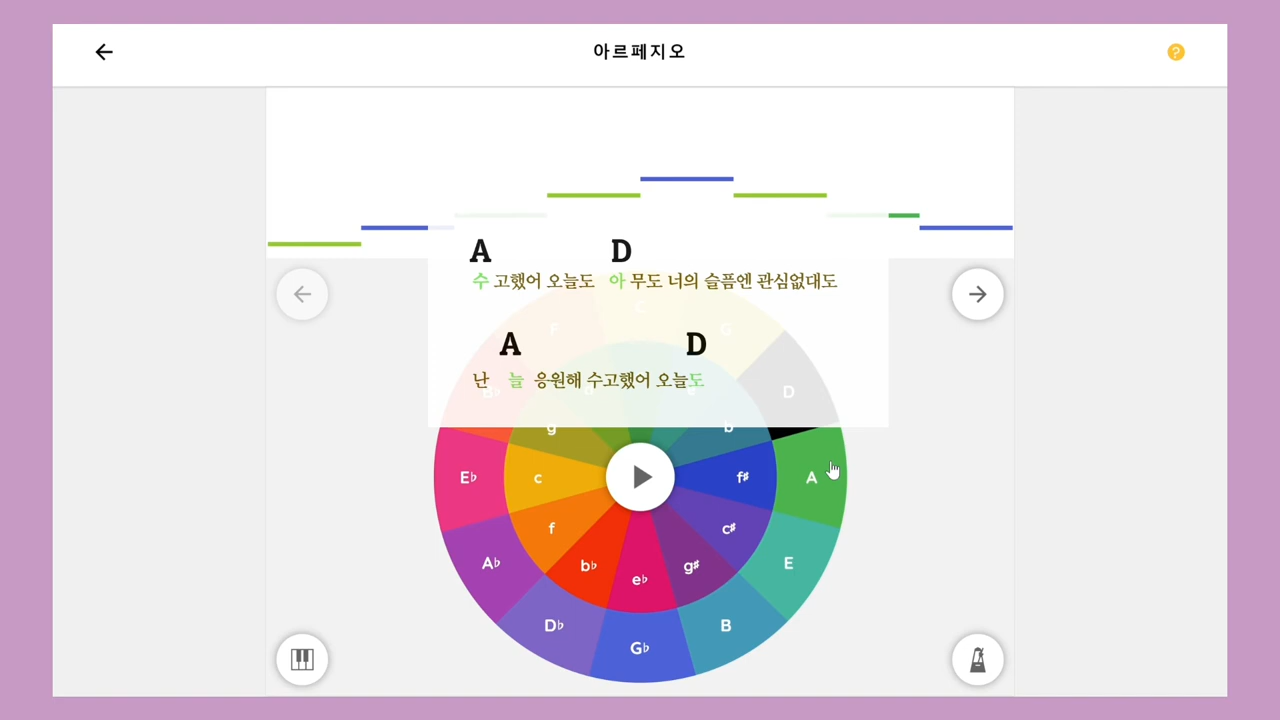 아르페지오
?
A D
수 고했어 오늘도 아 무도 너의 슬픔엔 관심없대도
A D
난 늘 응원해 수고했어 오늘도
C
F G
B♭ D
e
g b
E♭ c f♯ A
f c♯
A♭ E
b♭ e♭ g♯
D♭ B
G♭